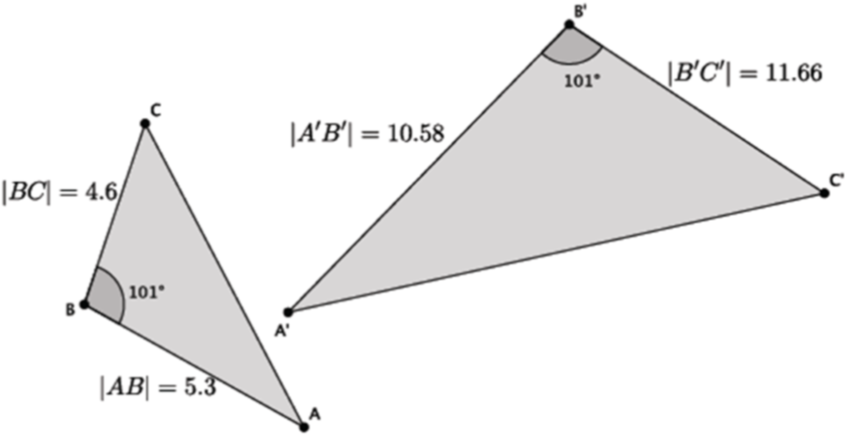 C
|BC| = 4.6
101°
B
|AB| = 5.3
A
B'
101°
|B'C'| = 11.66
|A'B'| = 10.58
C'
A'